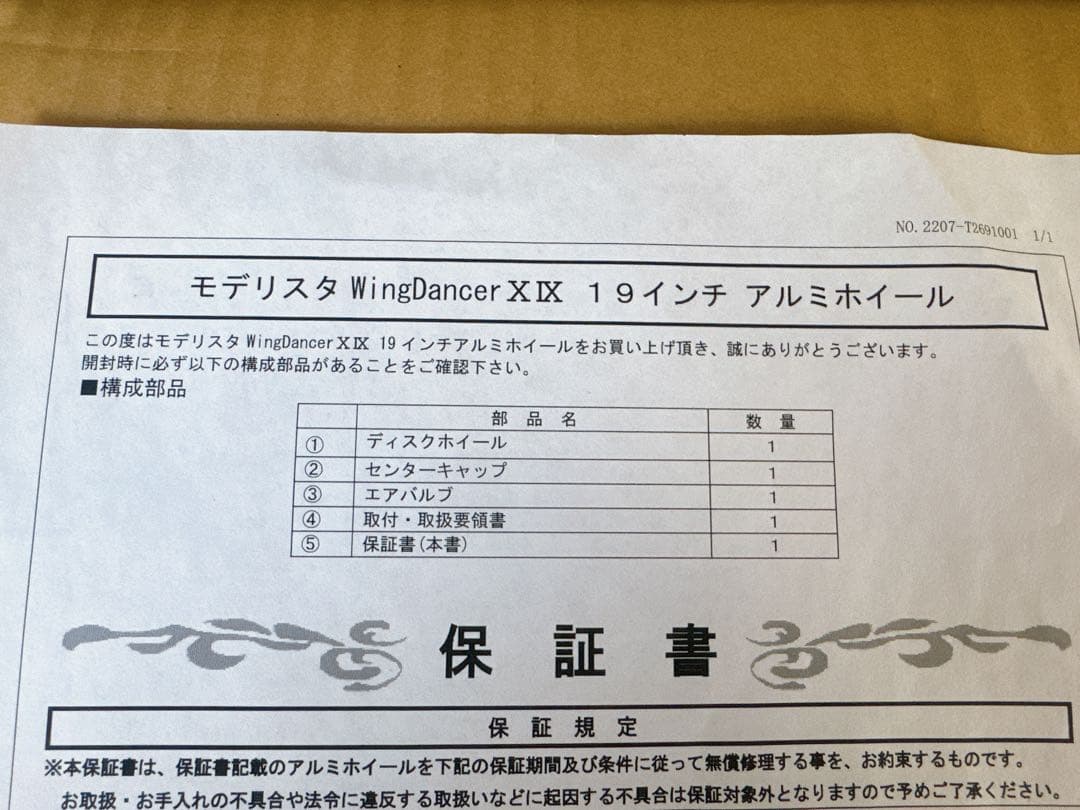 NO. 2207-T2691001 1/1
モデリスタ WingDancerⅩⅨ １９インチ アルミホイール
この度はモデリスタ WingDancerⅩⅨ 19 インチアルミホイールをお買い上げ頂き、誠にありがとうございます。
開封時に必ず以下の構成部品があることをご確認下さい。
■構成部品
部 品 名 数 量
① ディスクホイール 1
② センターキャップ 1
③ エアバルブ 1
④ 取付・取扱要領書 1
⑤ 保証書(本書) 1
保 証 書
保 証 規 定
※本保証書は、保証書記載のアルミホイールを下記の保証期間及び条件に従って無償修理する事を、お約束するものです。
お取扱・お手入れの不具合や法令に違反する取扱いなどに起因する不具合は保証対象外となりますので予めご了承ください。